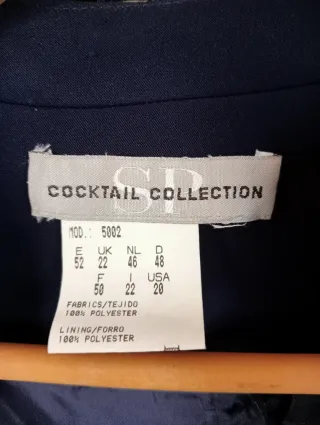 SP
COCKTAIL COLLECTION
MOD.: 5002
E UK NL D
52 22 46 48
F I USA
50 22 20
FABRICS/TEJIDO
100% POLYESTER
LINING/FORRO
100% POLYESTER